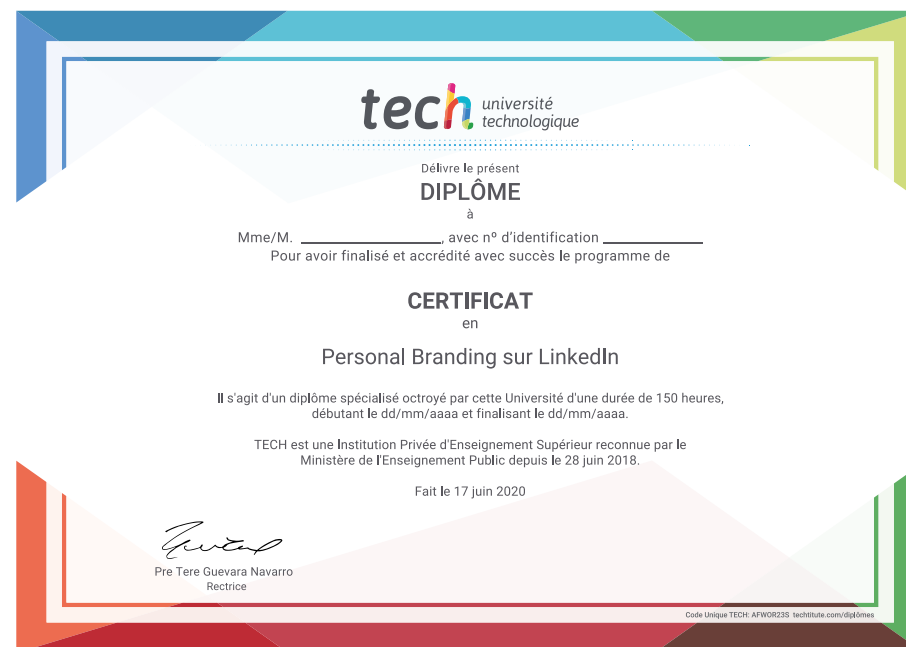 tech université
technologique
Délivre le présent
DIPLÔME
à
Mme/M. ____________________, avec nº d'identification ______________
Pour avoir finalisé et accrédité avec succès le programme de
CERTIFICAT
en
Personal Branding sur LinkedIn
Il s'agit d'un diplôme spécialisé octroyé par cette Université d'une durée de 150 heures,
débutant le dd/mm/aaaa et finalisant le dd/mm/aaaa.
TECH est une Institution Privée d'Enseignement Supérieur reconnue par le
Ministère de l'Enseignement Public depuis le 28 juin 2018.
Fait le 17 juin 2020
Pre Tere Guevara Navarro
Rectrice
Code Unique TECH: AFWOR23S techtitute.com/diplômes